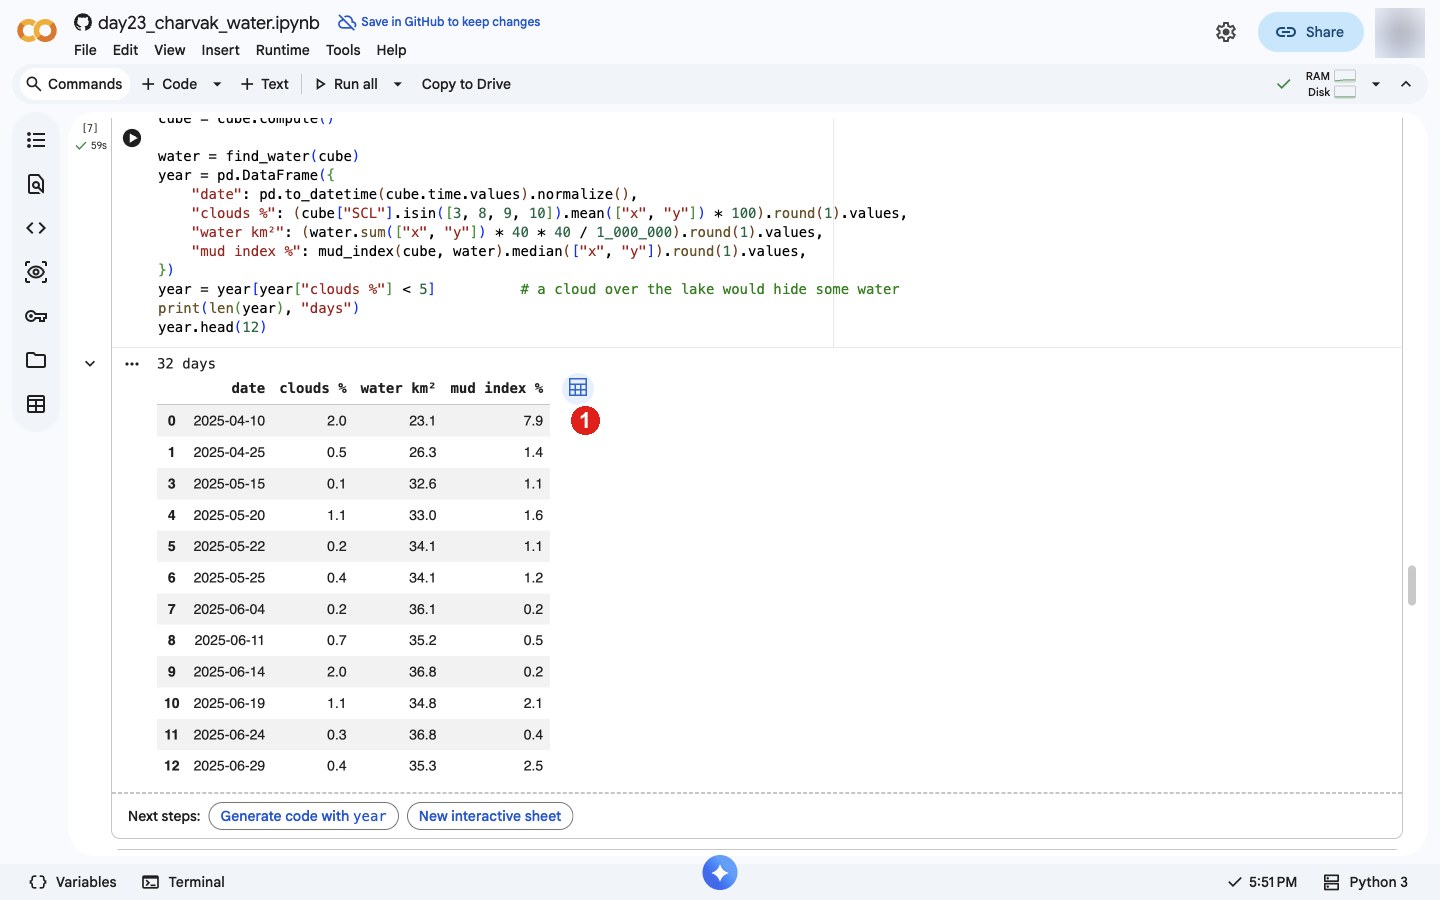 day23_charvak_water.ipynb
Save in GitHub to keep changes
Share
File Edit View Insert Runtime Tools Help
Commands
+ Code
+ Text
Run all
Copy to Drive
RAM
Disk
[7]
59s
cube = cube.compute()
water = find_water(cube)
year = pd.DataFrame({
"date": pd.to_datetime(cube.time.values).normalize(),
"clouds %": (cube["SCL"].isin([3, 8, 9, 10]).mean(["x", "y"]) * 100).round(1).values,
"water km²": (water.sum(["x", "y"]) * 40 * 40 / 1_000_000).round(1).values,
"mud index %": mud_index(cube, water).median(["x", "y"]).round(1).values,
})
year = year[year["clouds %"] < 5] # a cloud over the lake would hide some water
print(len(year), "days")
year.head(12)
32 days
date clouds % water km² mud index %
0 2025-04-10 2.0 23.1 7.9
1
1 2025-04-25 0.5 26.3 1.4
3 2025-05-15 0.1 32.6 1.1
4 2025-05-20 1.1 33.0 1.6
5 2025-05-22 0.2 34.1 1.1
6 2025-05-25 0.4 34.1 1.2
7 2025-06-04 0.2 36.1 0.2
8 2025-06-11 0.7 35.2 0.5
9 2025-06-14 2.0 36.8 0.2
10 2025-06-19 1.1 34.8 2.1
11 2025-06-24 0.3 36.8 0.4
12 2025-06-29 0.4 35.3 2.5
Next steps: Generate code with year New interactive sheet
Variables
Terminal
5:51 PM
Python 3